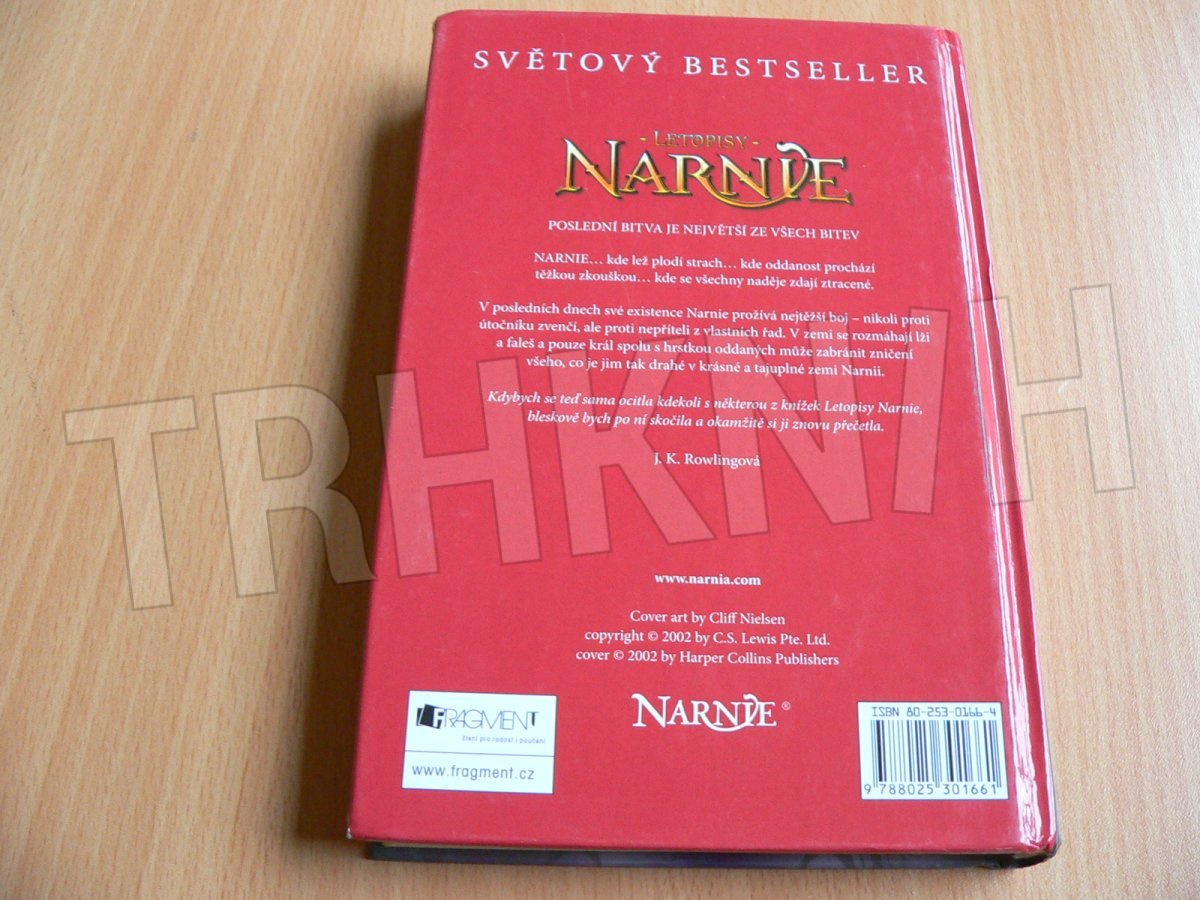 SVĚTOVÝ BESTSELLER
- LETOPISY -
NARNIE
POSLEDNÍ BITVA JE NEJVĚTŠÍ ZE VŠECH BITEV
NARNIE… kde lež plodí strach… kde oddanost prochází
těžkou zkouškou… kde se všechny naděje zdají ztracené.
V posledních dnech své existence Narnie prožívá nejtěžší boj – nikoli proti
útočníku zvenčí, ale proti nepříteli z vlastních řad. V zemi se rozmáhají lži
a faleš a pouze král spolu s hrstkou oddaných může zabránit zničení
všeho, co je jim tak drahé v krásné a tajuplné zemi Narnii.
Kdybych se teď sama ocitla kdekoli s některou z knížek Letopisy Narnie,
bleskově bych po ní skočila a okamžitě si ji znovu přečetla.
J. K. Rowlingová
TRHKNIH
www.narnia.com
Cover art by Cliff Nielsen
copyright © 2002 by C.S. Lewis Pte. Ltd.
cover © 2002 by Harper Collins Publishers
FRAGMENT
čtení pro radost i poučení
www.fragment.cz
NARNIE ®
ISBN 80-253-0166-4
9 788025 301661